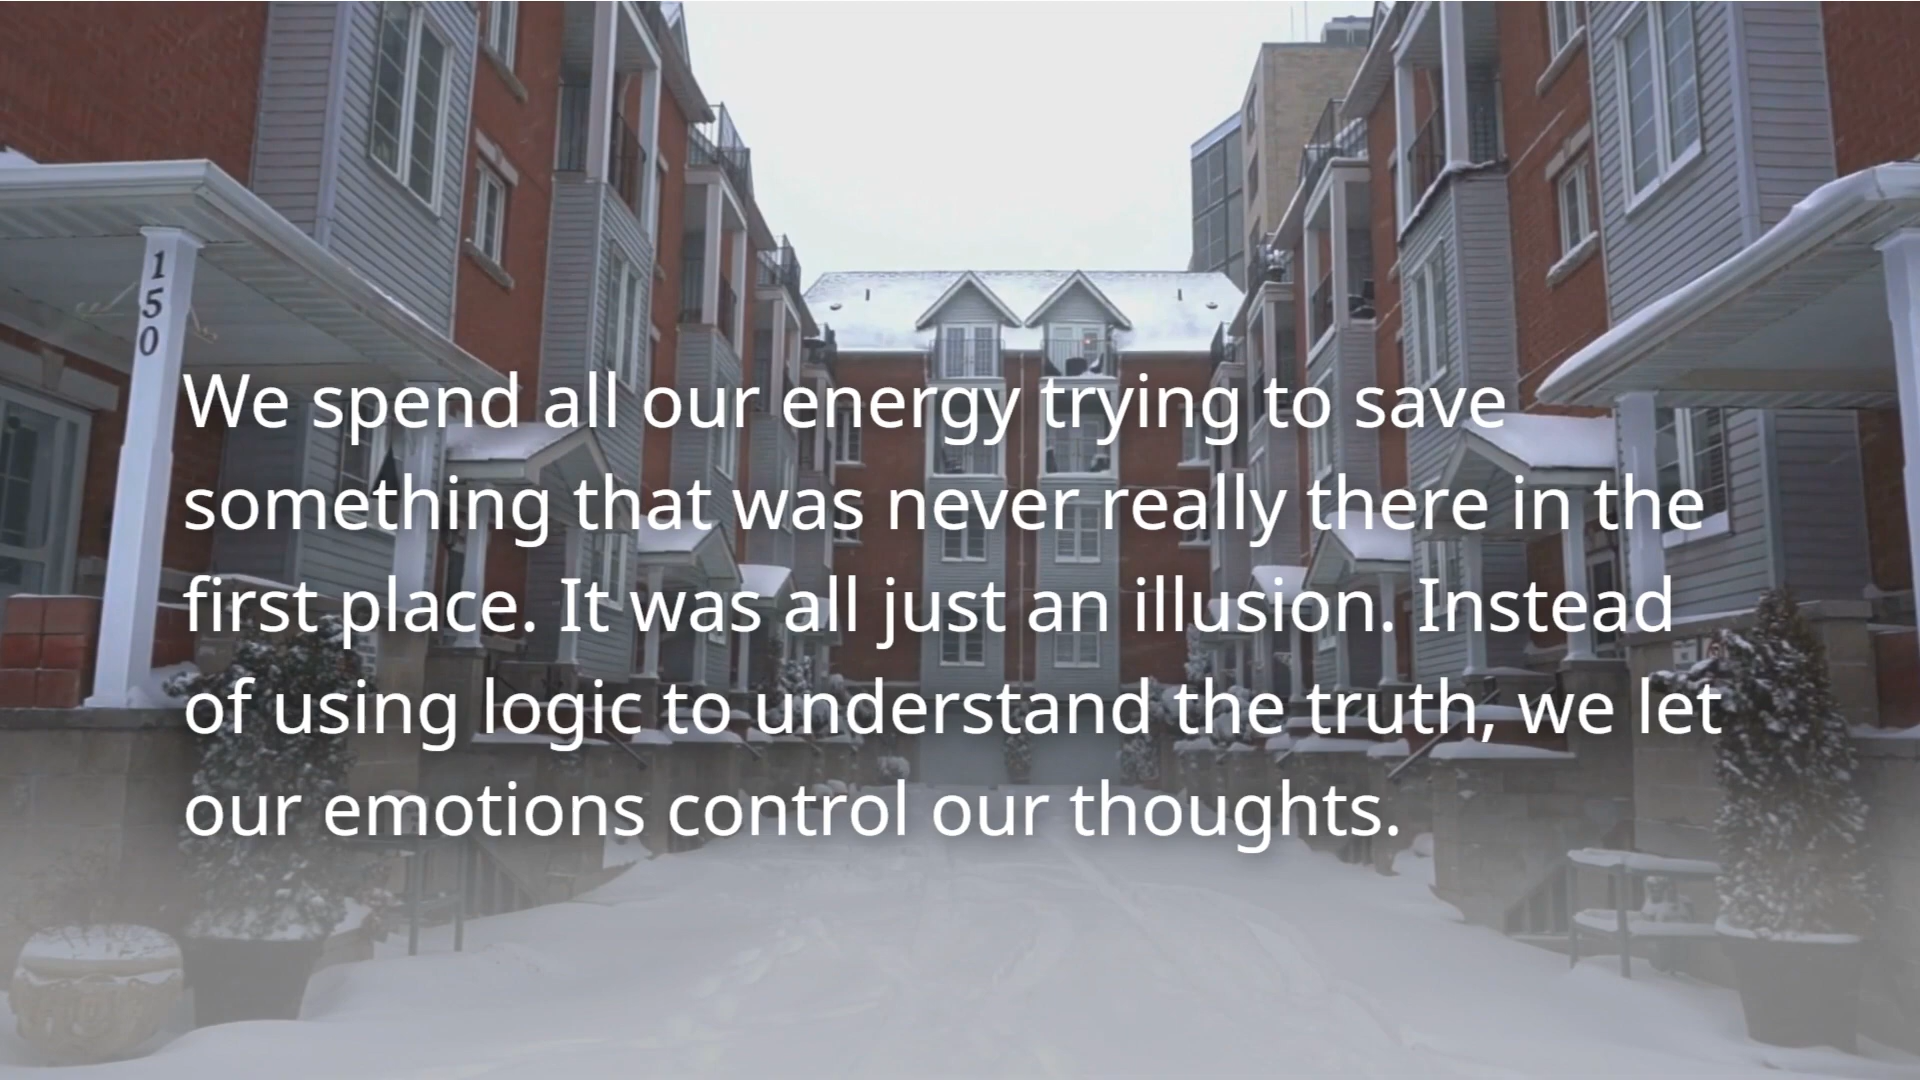 150
We spend all our energy trying to save
something that was never really there in the
first place. It was all just an illusion. Instead
of using logic to understand the truth, we let
our emotions control our thoughts.